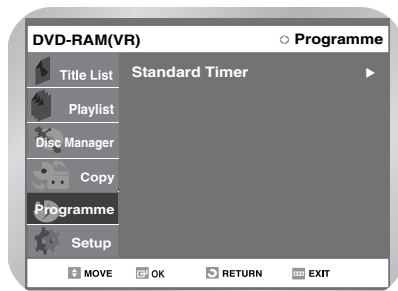 DVD-RAM(VR) Programme
Title List Standard Timer
Playlist
Disc Manager
Copy
Programme
Setup
MOVE OK RETURN EXIT